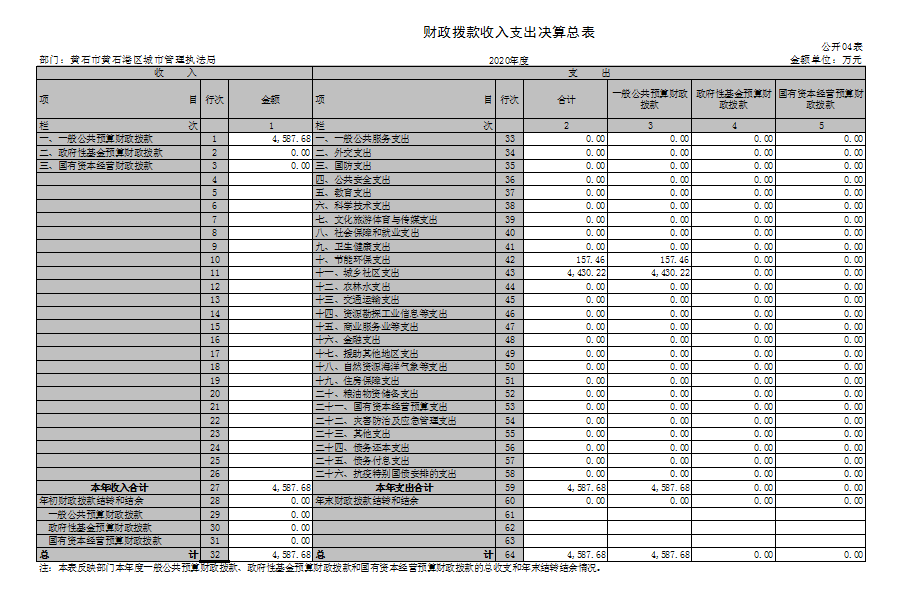 财政拨款收入支出决算总表
公开04表
部门：黄石市黄石港区城市管理执法局 2020年度 金额单位：万元
收 入 支 出
项 目 行次 金额 项 目 行次 合计 一般公共预算财政拨款 政府性基金预算财政拨款 国有资本经营预算财政拨款
栏 次 1 栏 次 2 3 4 5
一、一般公共预算财政拨款 1 4,587.68 一、一般公共服务支出 33 0.00 0.00 0.00 0.00
二、政府性基金预算财政拨款 2 0.00 二、外交支出 34 0.00 0.00 0.00 0.00
三、国有资本经营财政拨款 3 0.00 三、国防支出 35 0.00 0.00 0.00 0.00
4 四、公共安全支出 36 0.00 0.00 0.00 0.00
5 五、教育支出 37 0.00 0.00 0.00 0.00
6 六、科学技术支出 38 0.00 0.00 0.00 0.00
7 七、文化旅游体育与传媒支出 39 0.00 0.00 0.00 0.00
8 八、社会保障和就业支出 40 0.00 0.00 0.00 0.00
9 九、卫生健康支出 41 0.00 0.00 0.00 0.00
10 十、节能环保支出 42 157.46 157.46 0.00 0.00
11 十一、城乡社区支出 43 4,430.22 4,430.22 0.00 0.00
12 十二、农林水支出 44 0.00 0.00 0.00 0.00
13 十三、交通运输支出 45 0.00 0.00 0.00 0.00
14 十四、资源勘探工业信息等支出 46 0.00 0.00 0.00 0.00
15 十五、商业服务业等支出 47 0.00 0.00 0.00 0.00
16 十六、金融支出 48 0.00 0.00 0.00 0.00
17 十七、援助其他地区支出 49 0.00 0.00 0.00 0.00
18 十八、自然资源海洋气象等支出 50 0.00 0.00 0.00 0.00
19 十九、住房保障支出 51 0.00 0.00 0.00 0.00
20 二十、粮油物资储备支出 52 0.00 0.00 0.00 0.00
21 二十一、国有资本经营预算支出 53 0.00 0.00 0.00 0.00
22 二十二、灾害防治及应急管理支出 54 0.00 0.00 0.00 0.00
23 二十三、其他支出 55 0.00 0.00 0.00 0.00
24 二十四、债务还本支出 56 0.00 0.00 0.00 0.00
25 二十五、债务付息支出 57 0.00 0.00 0.00 0.00
26 二十六、抗疫特别国债安排的支出 58 0.00 0.00 0.00 0.00
本年收入合计 27 4,587.68 本年支出合计 59 4,587.68 4,587.68 0.00 0.00
年初财政拨款结转和结余 28 0.00 年末财政拨款结转和结余 60 0.00 0.00 0.00 0.00
一般公共预算财政拨款 29 0.00 61
政府性基金预算财政拨款 30 0.00 62
国有资本经营预算财政拨款 31 0.00 63
总 计 32 4,587.68 总 计 64 4,587.68 4,587.68 0.00 0.00
注：本表反映部门本年度一般公共预算财政拨款、政府性基金预算财政拨款和国有资本经营预算财政拨款的总收支和年末结转结余情况。